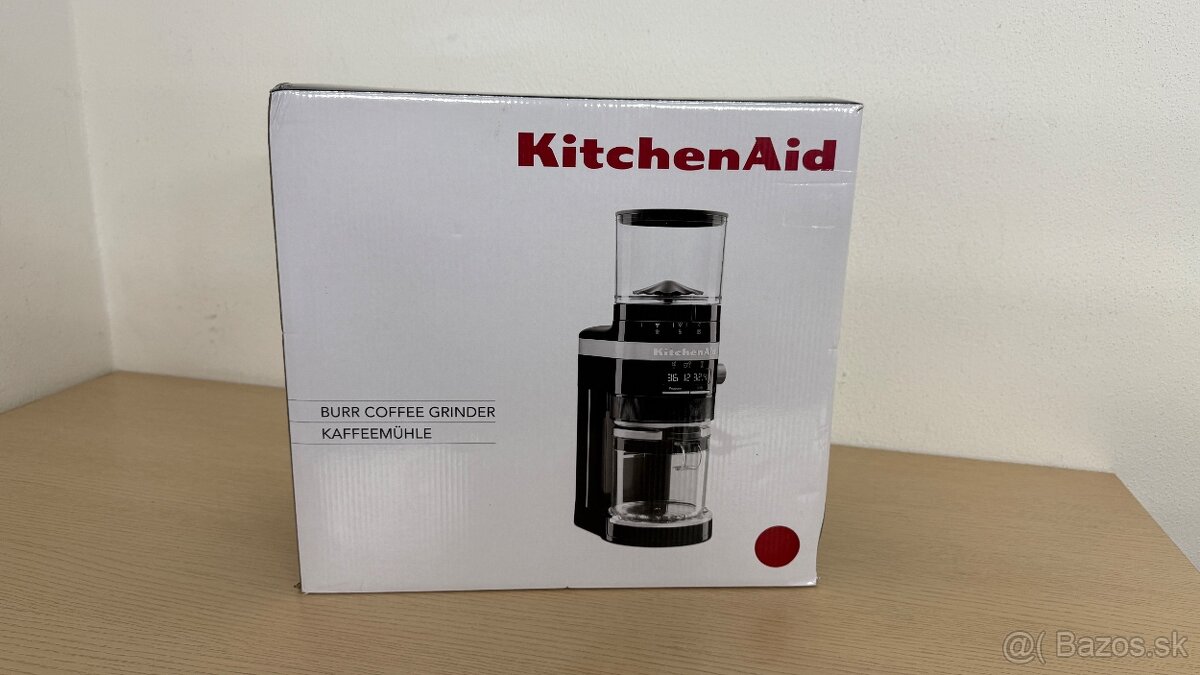 KitchenAid
KitchenAid
BURR COFFEE GRINDER
KAFFEEMÜHLE
@( Bazos.sk